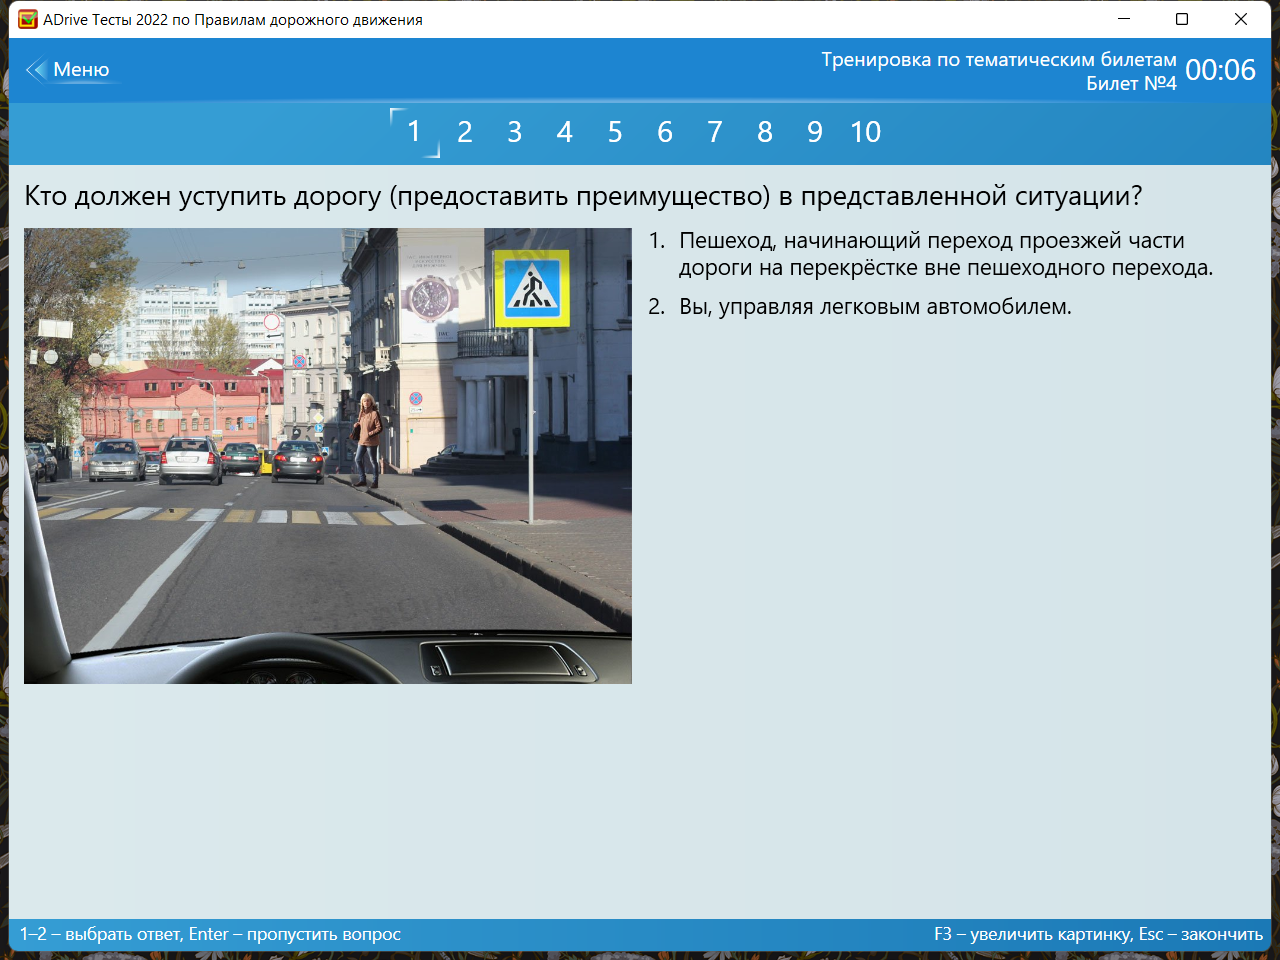 ADrive Тесты 2022 по Правилам дорожного движения
Меню
Тренировка по тематическим билетам
Билет №4
00:06
1 2 3 4 5 6 7 8 9 10
Кто должен уступить дорогу (предоставить преимущество) в представленной ситуации?
1. Пешеход, начинающий переход проезжей части
дороги на перекрёстке вне пешеходного перехода.
2. Вы, управляя легковым автомобилем.
1–2 – выбрать ответ, Enter – пропустить вопрос
F3 – увеличить картинку, Esc – закончить